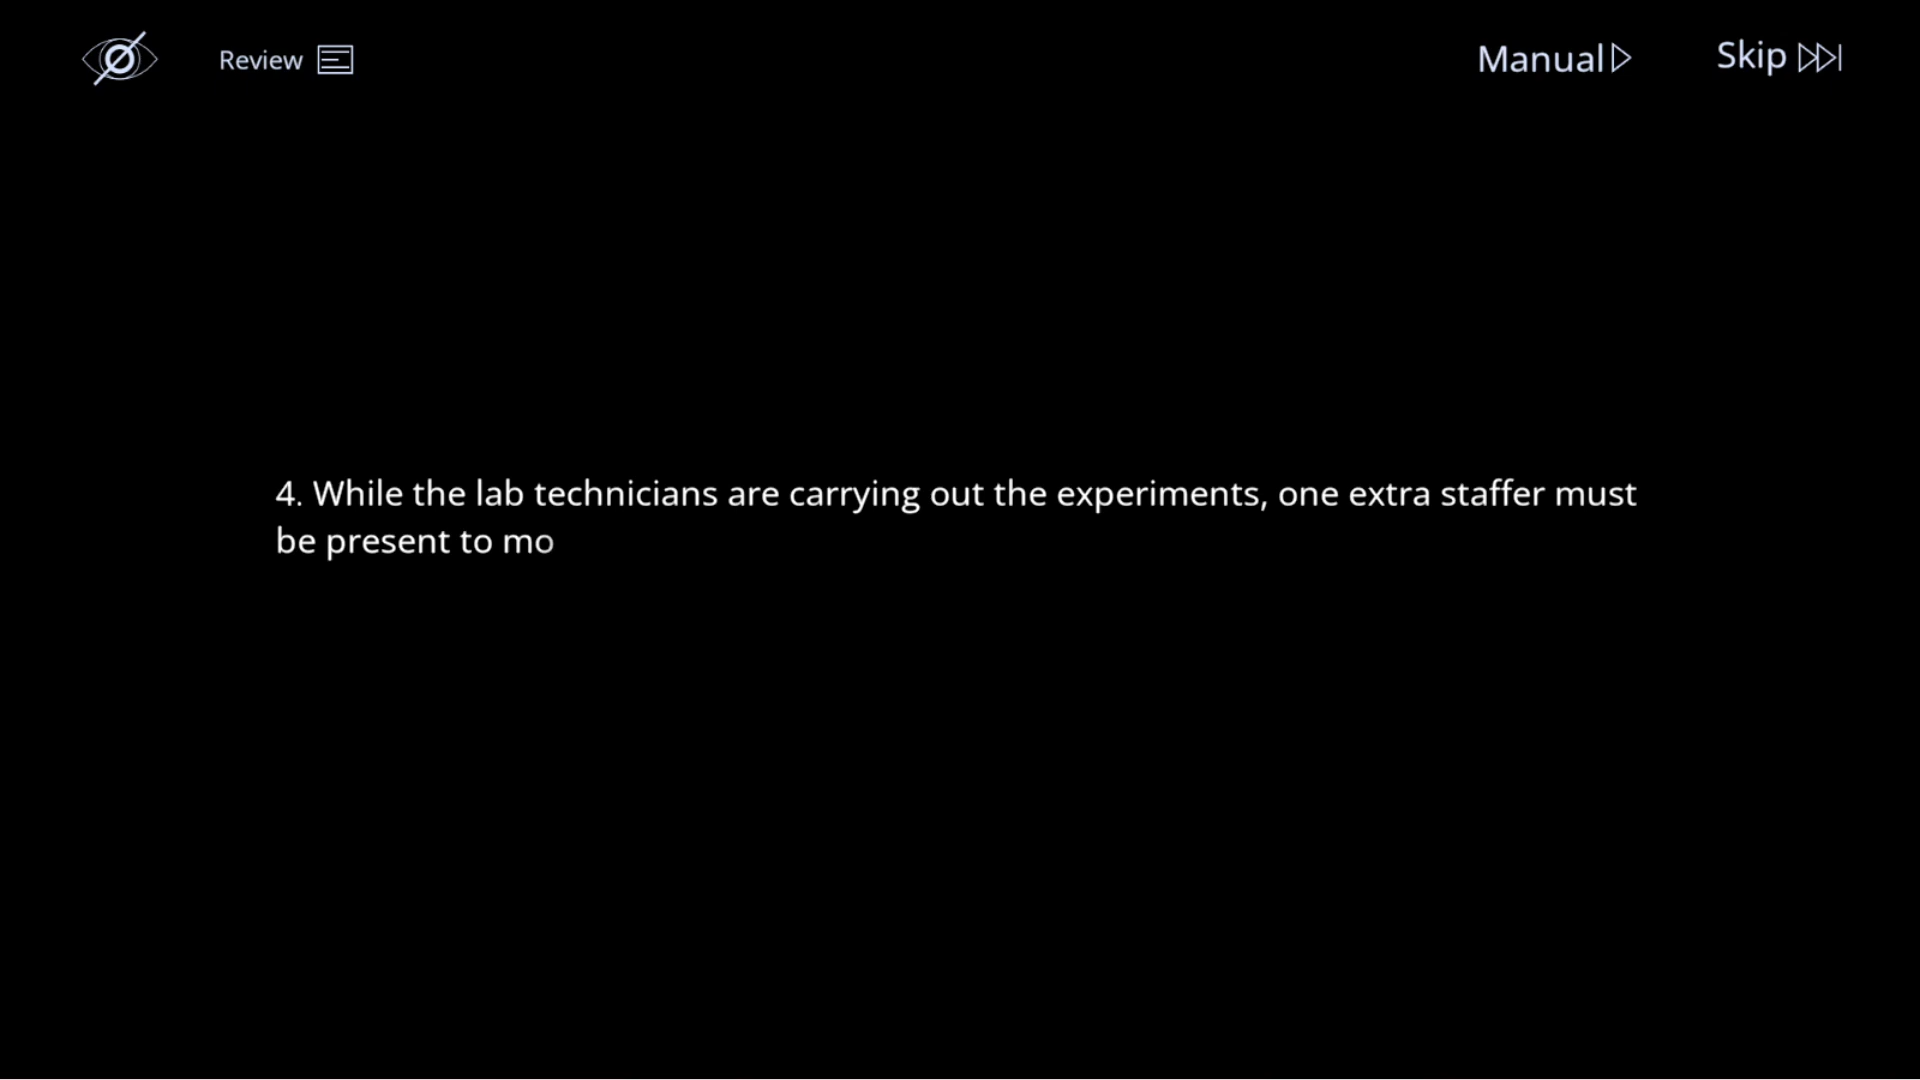 Review
Manual
Skip
4. While the lab technicians are carrying out the experiments, one extra staffer must
be present to mo